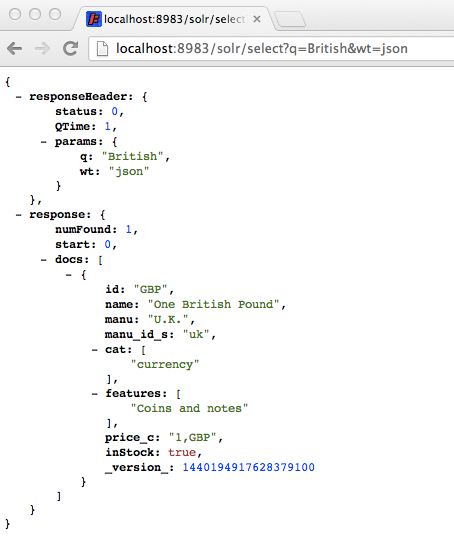 localhost:8983/solr/select
localhost:8983/solr/select?q=British&wt=json
{
- responseHeader: {
status: 0,
QTime: 1,
- params: {
q: "British",
wt: "json"
}
},
- response: {
numFound: 1,
start: 0,
- docs: [
- {
id: "GBP",
name: "One British Pound",
manu: "U.K.",
manu_id_s: "uk",
- cat: [
"currency"
],
- features: [
"Coins and notes"
],
price_c: "1,GBP",
inStock: true,
_version_: 1440194917628379100
}
]
}
}